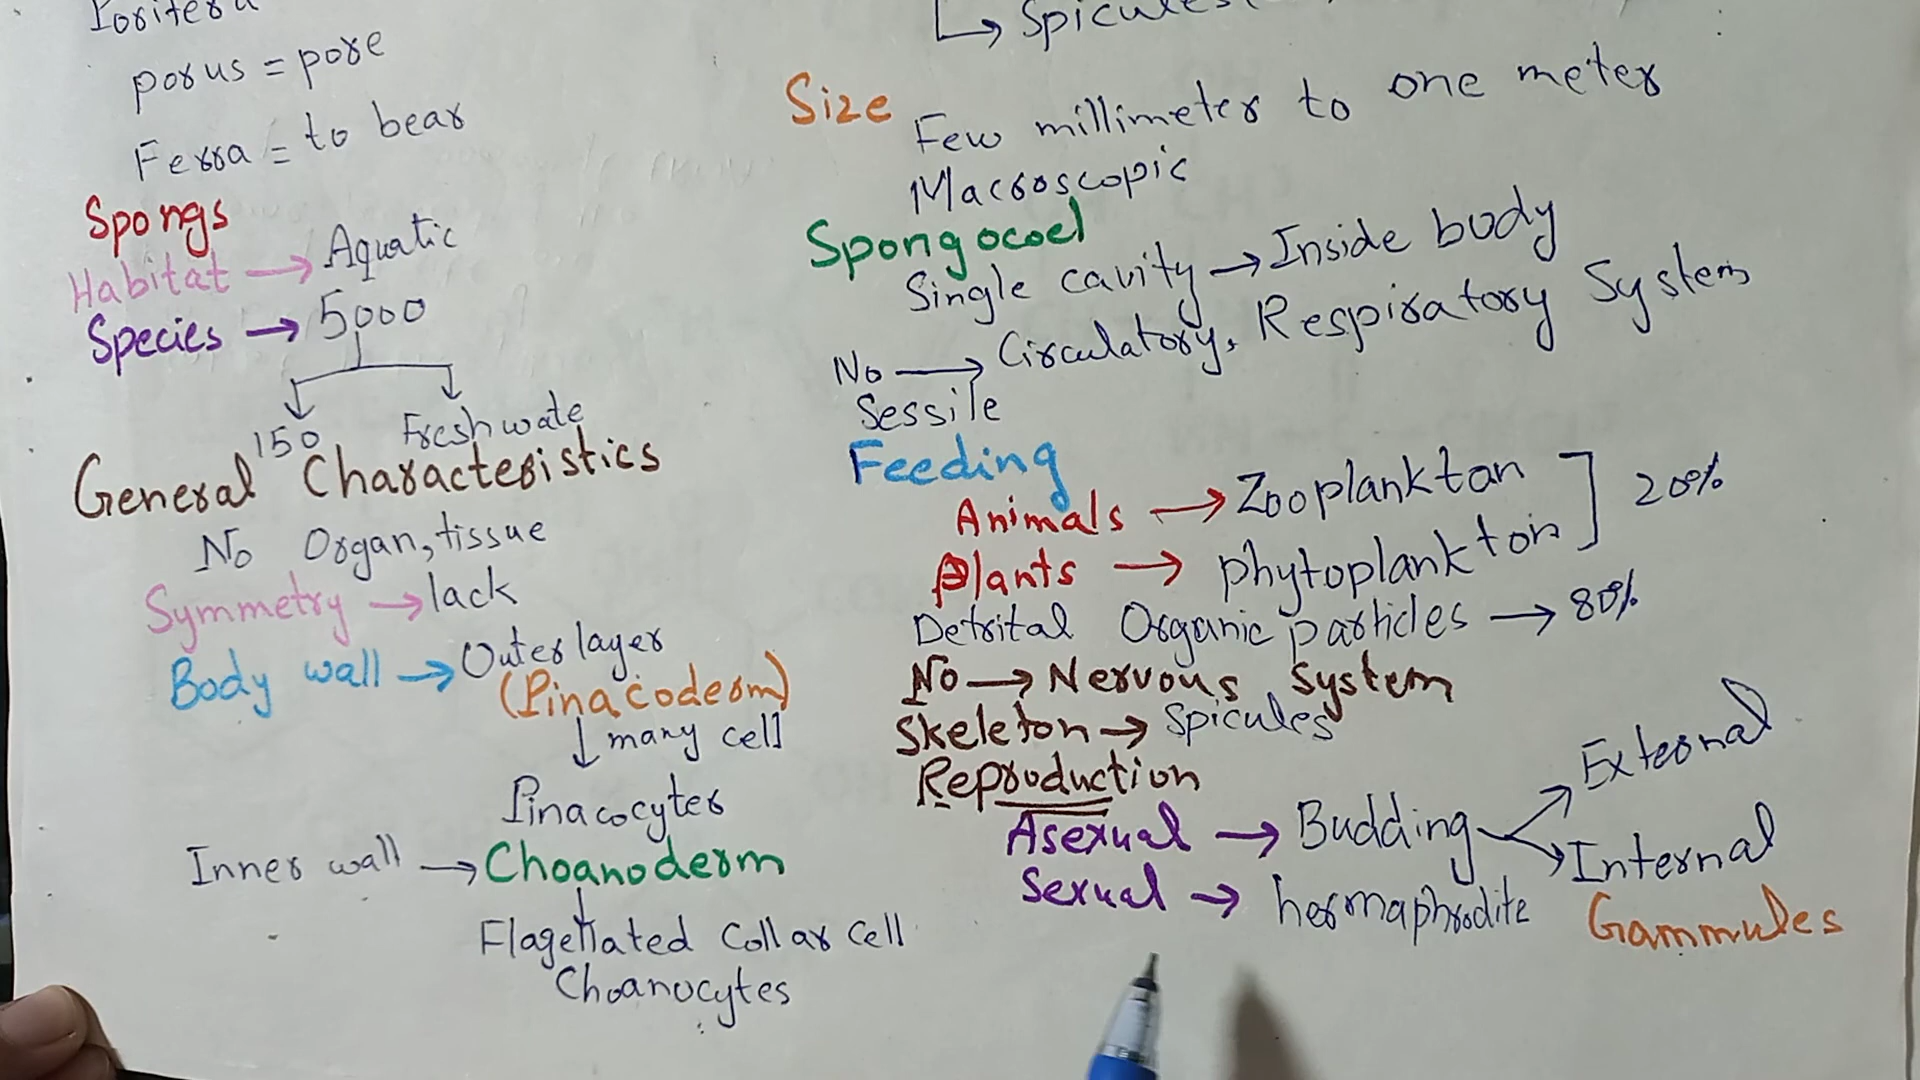 Porifera
porus = pore
Ferra = to bear
Spongs
Habitat → Aquatic
Species → 5000
150 Freshwate
General Characteristics
No Organ, tissue
Symmetry → lack
Body wall → Outer layer
(Pinacoderm)
↓ many cell
Pinacocytes
Inner wall → Choanoderm
Flagellated Collar Cell
Choanocytes
↳ Spicules
Size
Few millimeter to one meter
Macroscopic
Spongocoel
Single cavity → Inside body
No → Circulatory, Respiratory System
Sessile
Feeding
Animals → Zooplanktan
Plants → phytoplankton ] 20%
Detrital Organic particles → 80%
No → Nervous System
Skeleton → Spicules
Reproduction
Asexual → Budding → External
→ Internal
Sexual → hermaphrodite
Gammules